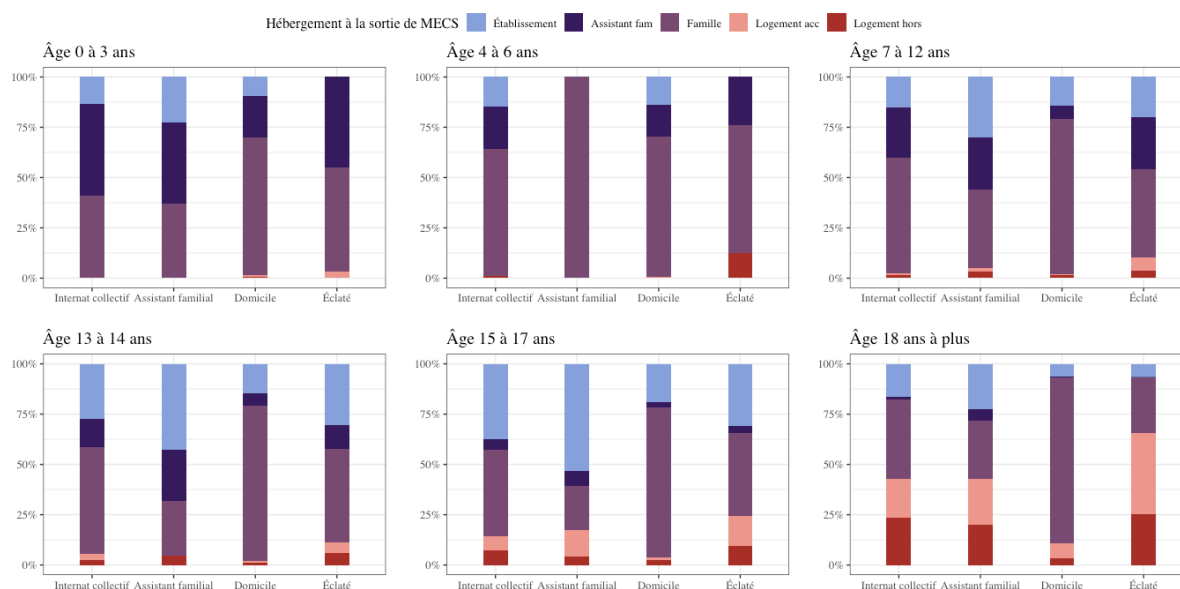 Hébergement à la sortie de MECS Établissement Assistant fam Famille Logement acc Logement hors
Âge 0 à 3 ans
100%
75%
50%
25%
0%
Internat collectif Assistant familial Domicile Éclaté
Âge 4 à 6 ans
100%
75%
50%
25%
0%
Internat collectif Assistant familial Domicile Éclaté
Âge 7 à 12 ans
100%
75%
50%
25%
0%
Internat collectif Assistant familial Domicile Éclaté
Âge 13 à 14 ans
100%
75%
50%
25%
0%
Internat collectif Assistant familial Domicile Éclaté
Âge 15 à 17 ans
100%
75%
50%
25%
0%
Internat collectif Assistant familial Domicile Éclaté
Âge 18 ans à plus
100%
75%
50%
25%
0%
Internat collectif Assistant familial Domicile Éclaté